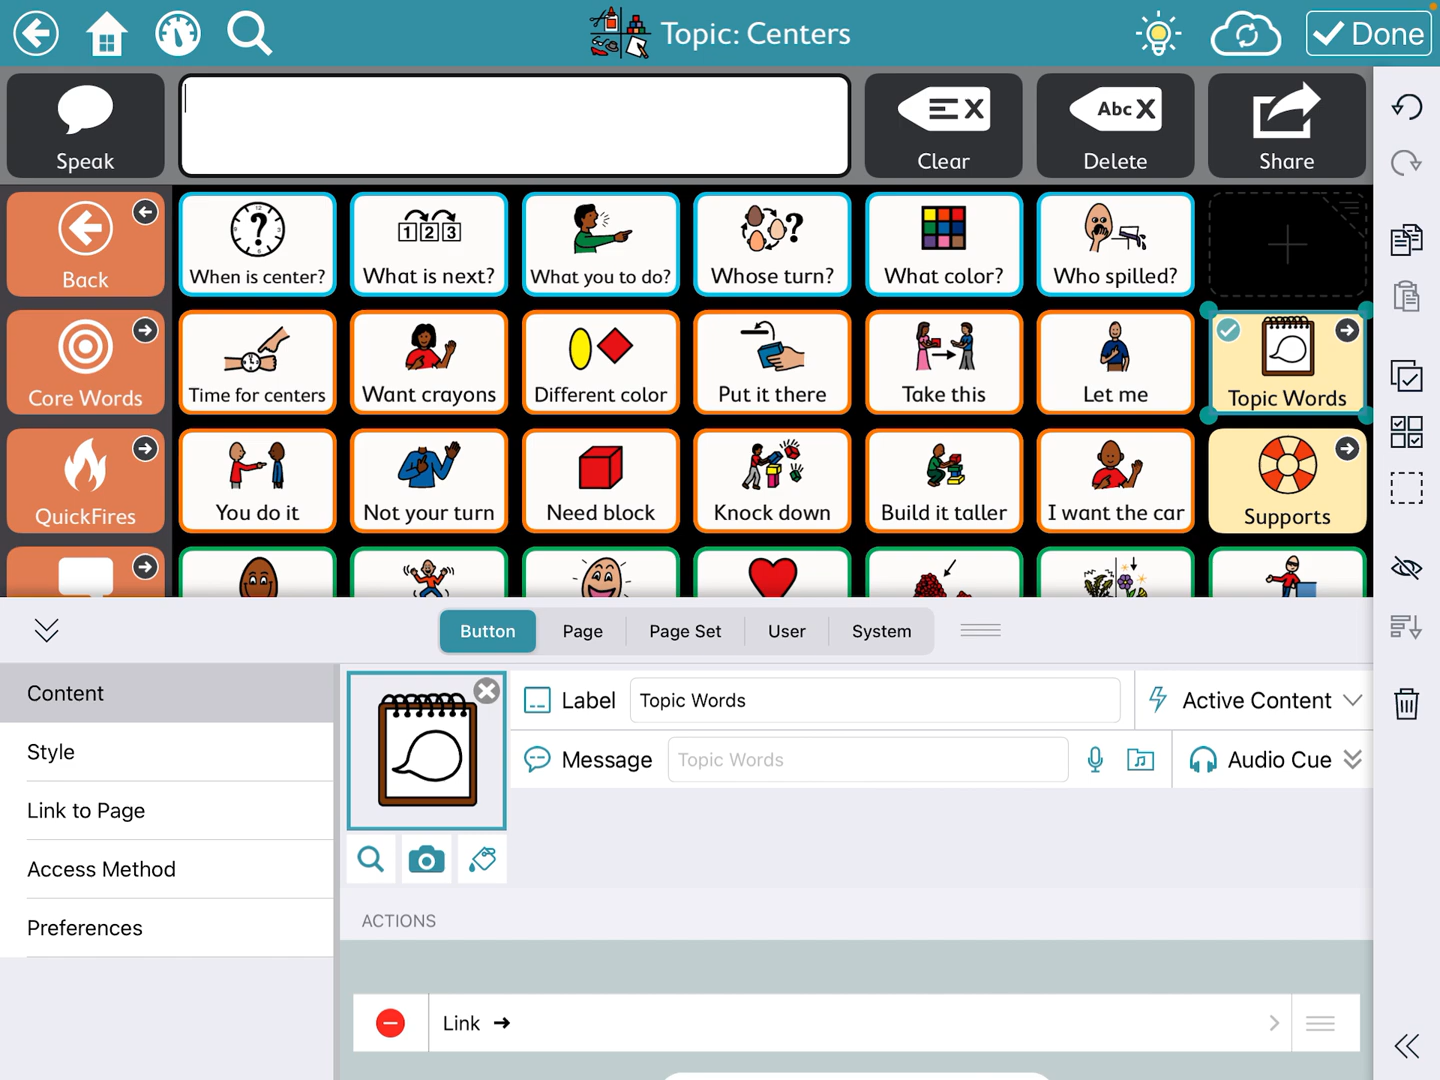 Topic: Centers
Done
Speak
Abc X
Clear
Delete
Share
Back
When is center?
1 2 3
What is next?
What you to do?
Whose turn?
What color?
Who spilled?
Core Words
Time for centers
Want crayons
Different color
Put it there
Take this
Let me
Topic Words
QuickFires
You do it
Not your turn
Need block
Knock down
Build it taller
I want the car
Supports
Button
Page
Page Set
User
System
Content
Style
Link to Page
Access Method
Preferences
Label
Topic Words
Active Content
Message
Topic Words
Audio Cue
ACTIONS
Link